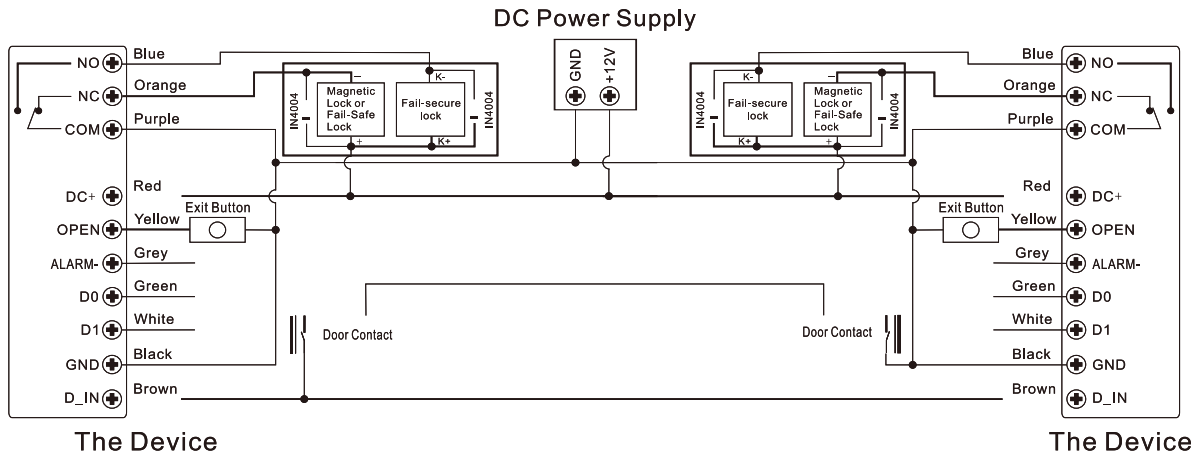 DC Power Supply
GND
+12V
NO
Blue
NC
Orange
COM
Purple
DC+
Red
OPEN
Yellow
Exit Button
ALARM-
Grey
D0
Green
D1
White
GND
Black
D_IN
Brown
The Device
IN4004
−
Magnetic
Lock or
Fail-Safe
Lock
+
K-
Fail-secure
lock
K+
IN4004
Door Contact
IN4004
K-
Fail-secure
lock
K+
−
Magnetic
Lock or
Fail-Safe
Lock
+
IN4004
Door Contact
Blue
NO
Orange
NC
Purple
COM
Red
DC+
Exit Button
Yellow
OPEN
Grey
ALARM-
Green
D0
White
D1
Black
GND
Brown
D_IN
The Device